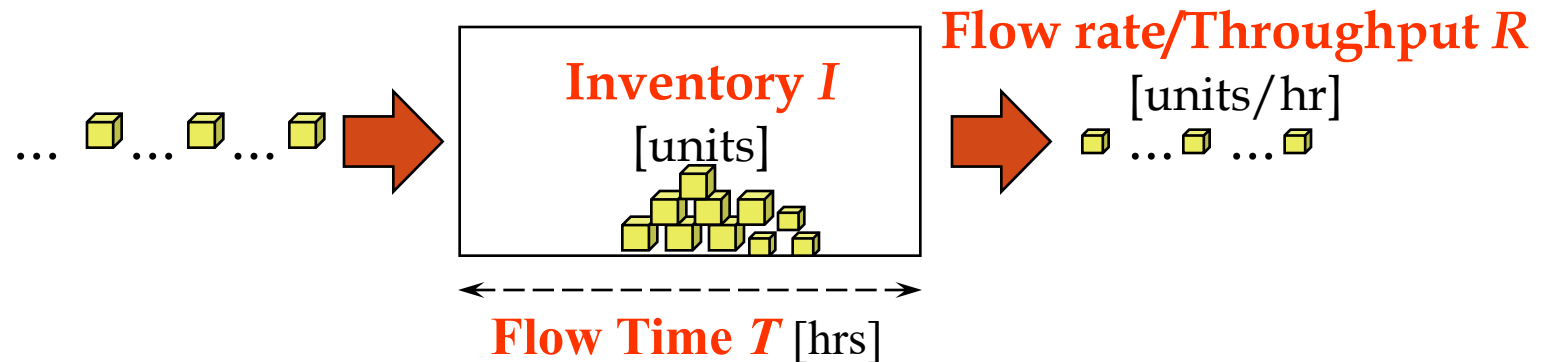 Flow rate/Throughput R
[units/hr]
Inventory I
[units]
... ... ...
... ...
Flow Time T [hrs]